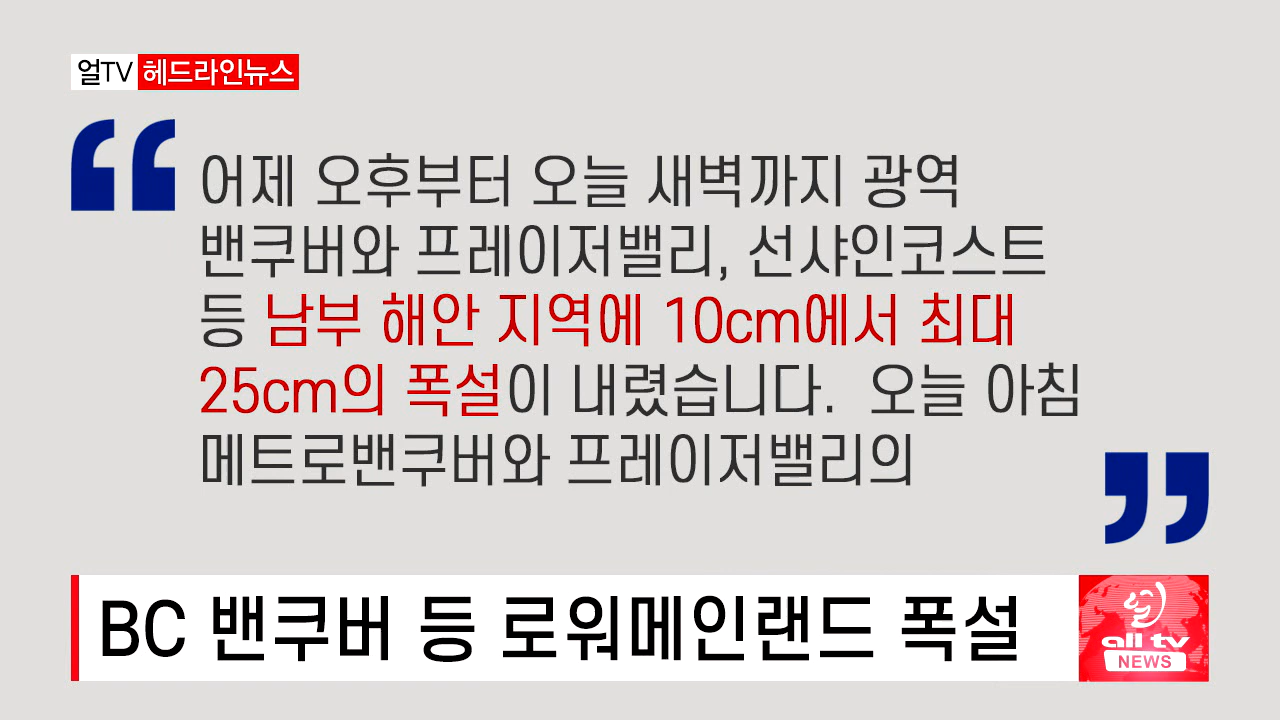 얼TV 헤드라인뉴스
어제 오후부터 오늘 새벽까지 광역
밴쿠버와 프레이저밸리, 선샤인코스트
등 남부 해안 지역에 10cm에서 최대
25cm의 폭설이 내렸습니다. 오늘 아침
메트로밴쿠버와 프레이저밸리의
BC 밴쿠버 등 로워메인랜드 폭설
all tv
NEWS